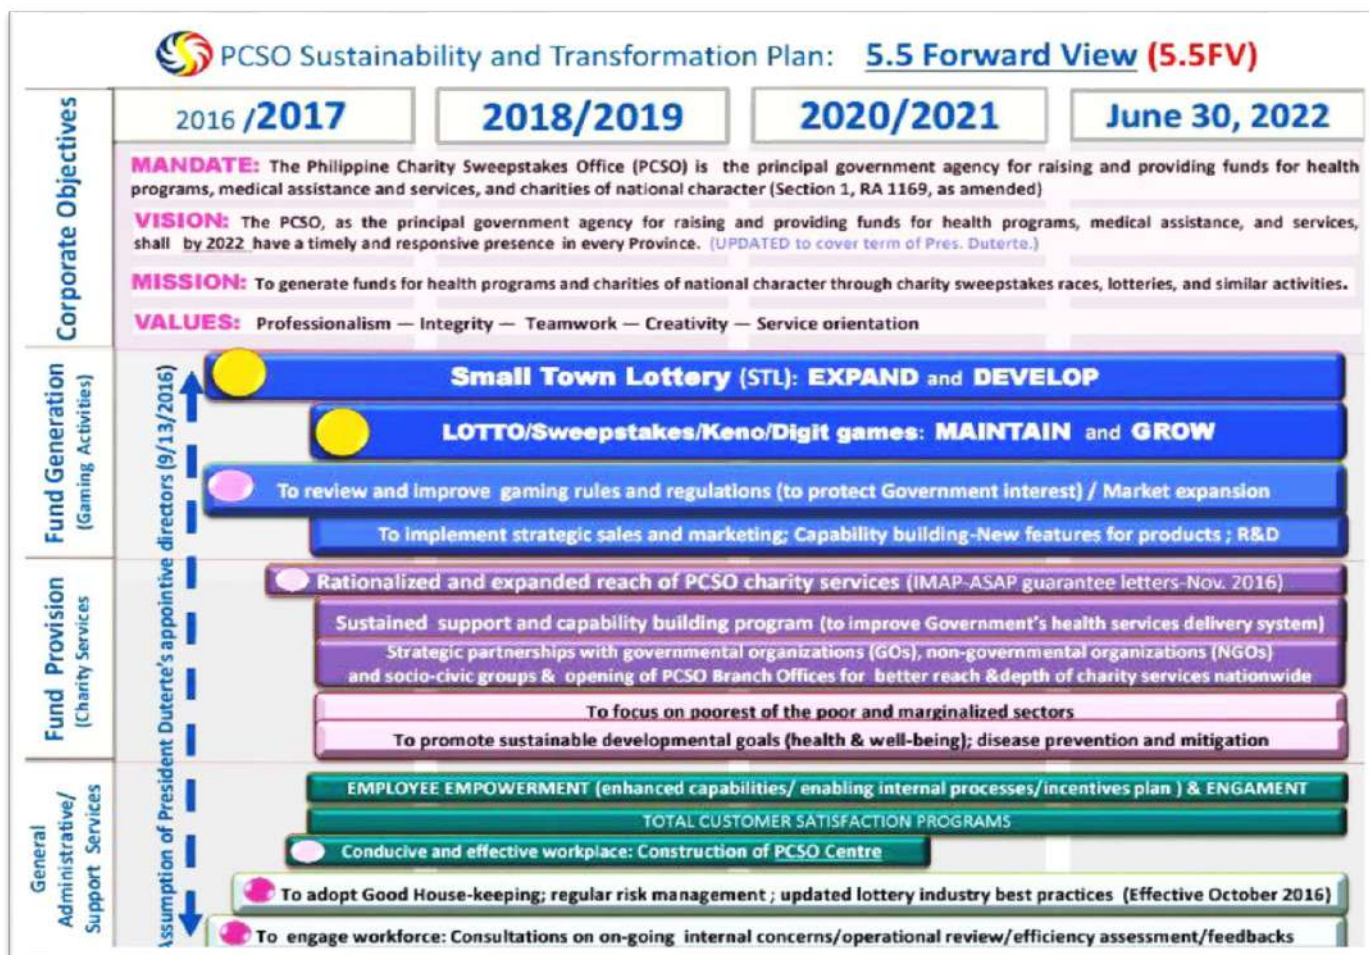 PCSO Sustainability and Transformation Plan: 5.5 Forward View (5.5FV)
2016 /2017
2018/2019
2020/2021
June 30, 2022
Corporate Objectives
MANDATE: The Philippine Charity Sweepstakes Office (PCSO) is the principal government agency for raising and providing funds for health
programs, medical assistance and services, and charities of national character (Section 1, RA 1169, as amended)
VISION: The PCSO, as the principal government agency for raising and providing funds for health programs, medical assistance, and services,
shall by 2022 have a timely and responsive presence in every Province. (UPDATED to cover term of Pres. Duterte.)
MISSION: To generate funds for health programs and charities of national character through charity sweepstakes races, lotteries, and similar activities.
VALUES: Professionalism — Integrity — Teamwork — Creativity — Service orientation
Fund Generation
(Gaming Activities)
Assumption of President Duterte's appointive directors (9/13/2016)
Small Town Lottery (STL): EXPAND and DEVELOP
LOTTO/Sweepstakes/Keno/Digit games: MAINTAIN and GROW
To review and improve gaming rules and regulations (to protect Government interest) / Market expansion
To implement strategic sales and marketing; Capability building-New features for products ; R&D
Fund Provision
(Charity Services
Rationalized and expanded reach of PCSO charity services (IMAP-ASAP guarantee letters-Nov. 2016)
Sustained support and capability building program (to improve Government's health services delivery system)
Strategic partnerships with governmental organizations (GOs), non-governmental organizations (NGOs)
and socio-civic groups & opening of PCSO Branch Offices for better reach &depth of charity services nationwide
To focus on poorest of the poor and marginalized sectors
To promote sustainable developmental goals (health & well-being); disease prevention and mitigation
General
Administrative/
Support Services
EMPLOYEE EMPOWERMENT (enhanced capabilities/ enabling internal processes/incentives plan ) & ENGAMENT
TOTAL CUSTOMER SATISFACTION PROGRAMS
Conducive and effective workplace: Construction of PCSO Centre
To adopt Good House-keeping; regular risk management ; updated lottery industry best practices (Effective October 2016)
To engage workforce: Consultations on on-going internal concerns/operational review/efficiency assessment/feedbacks